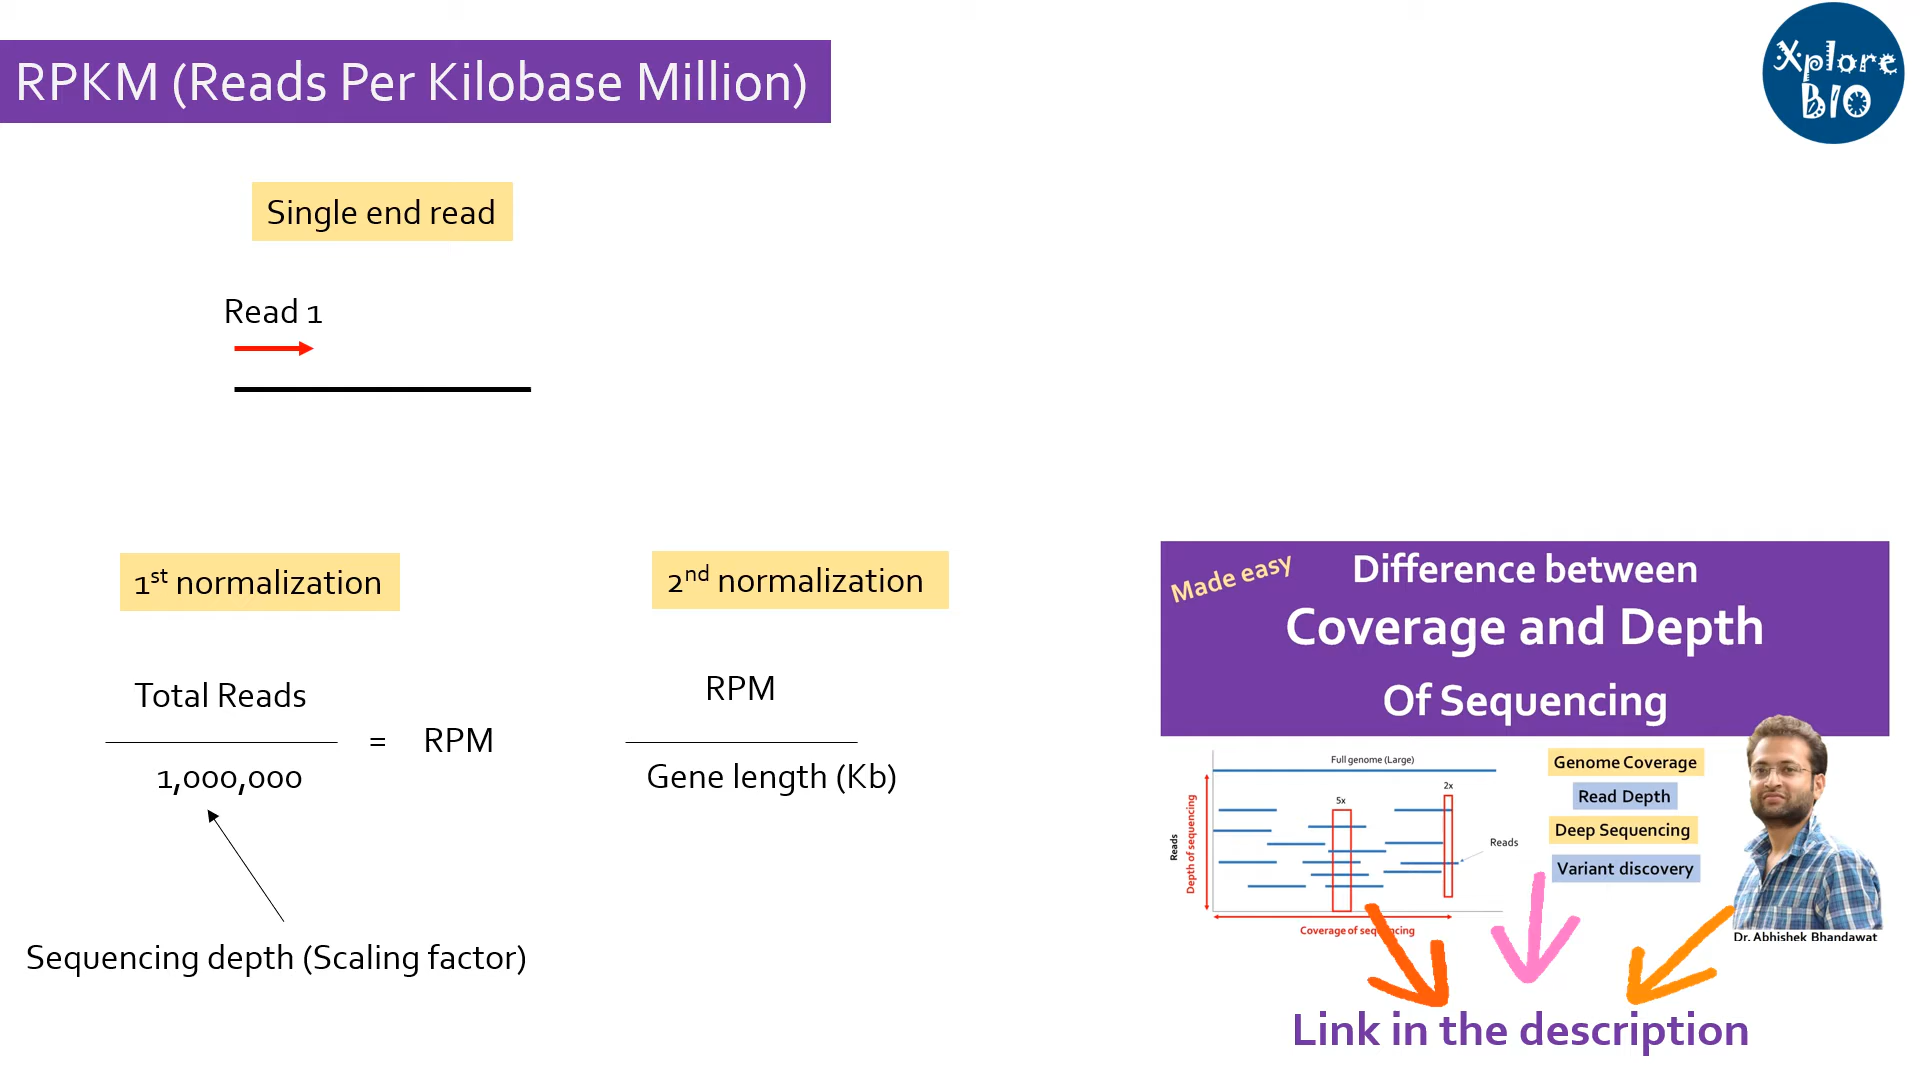 RPKM (Reads Per Kilobase Million)
Xplore
BIO
Single end read
Read 1
1st normalization
2nd normalization
Total Reads
1,000,000
=
RPM
RPM
Gene length (Kb)
Sequencing depth (Scaling factor)
Made easy
Difference between
Coverage and Depth
Of Sequencing
Full genome (Large)
5x
2x
Reads
Reads
Depth of sequencing
Coverage of sequencing
Genome Coverage
Read Depth
Deep Sequencing
Variant discovery
Dr. Abhishek Bhandawat
Link in the description